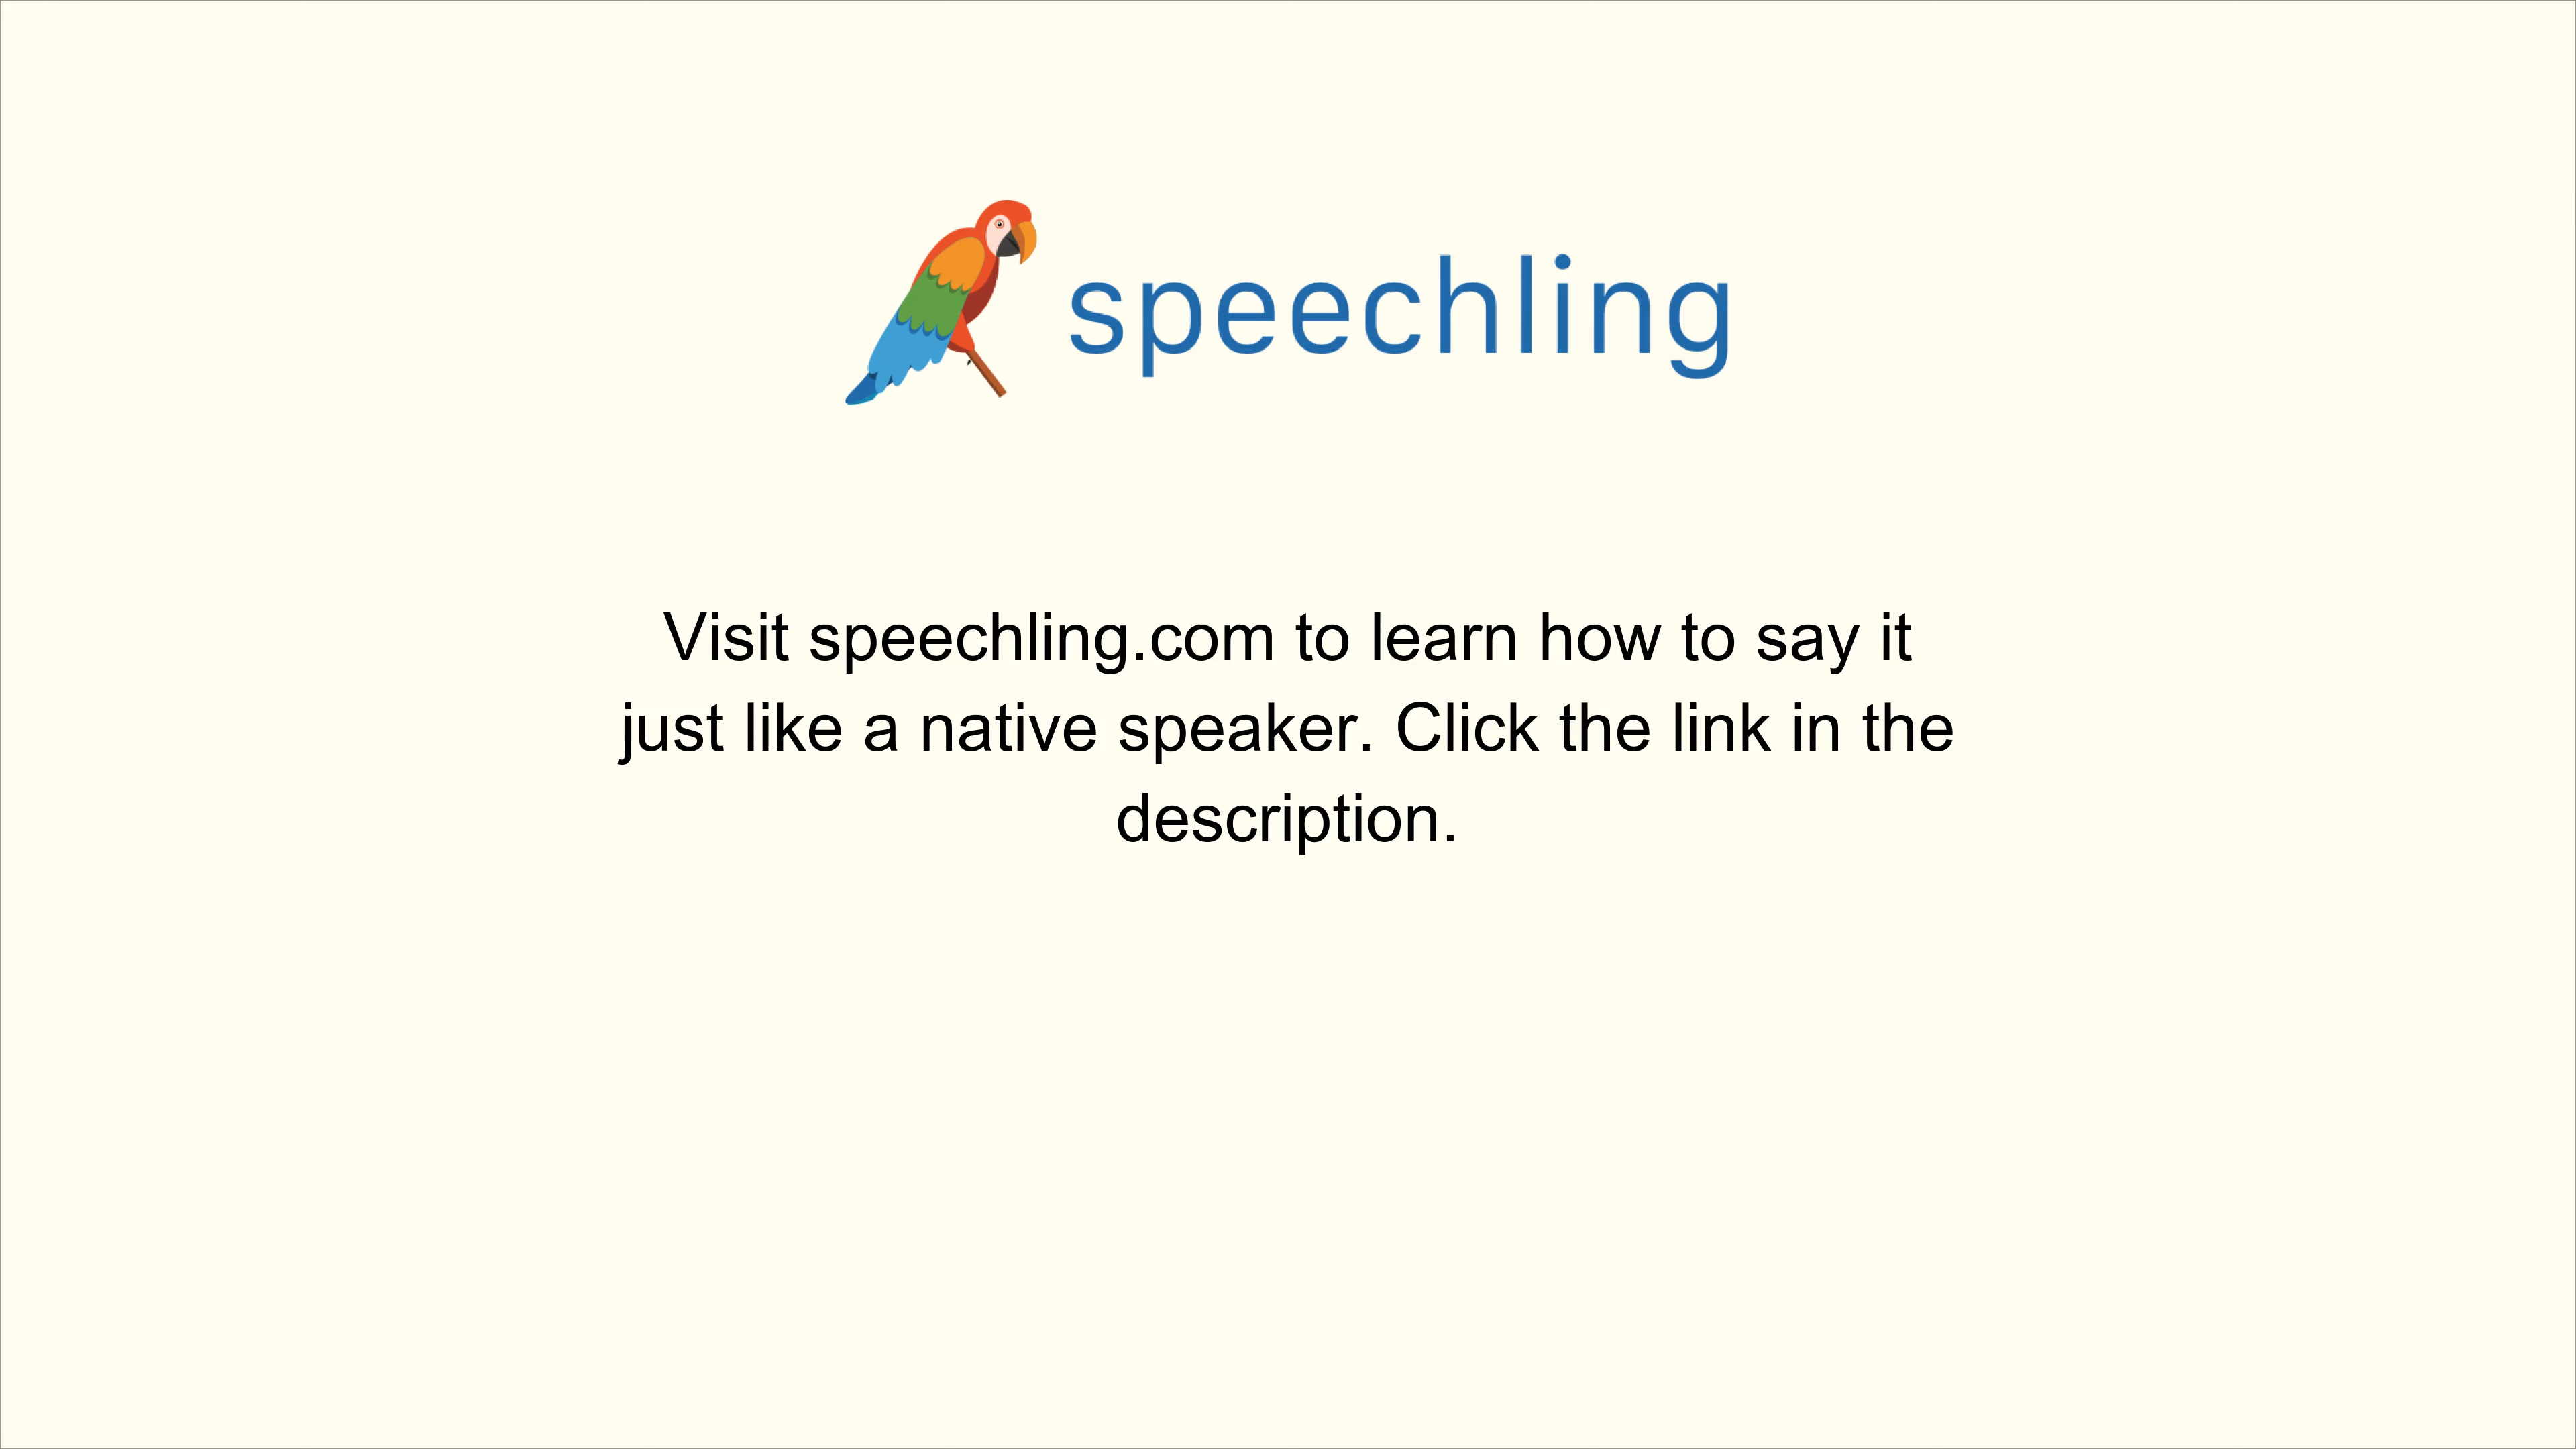 speechling
Visit speechling.com to learn how to say it
just like a native speaker. Click the link in the
description.